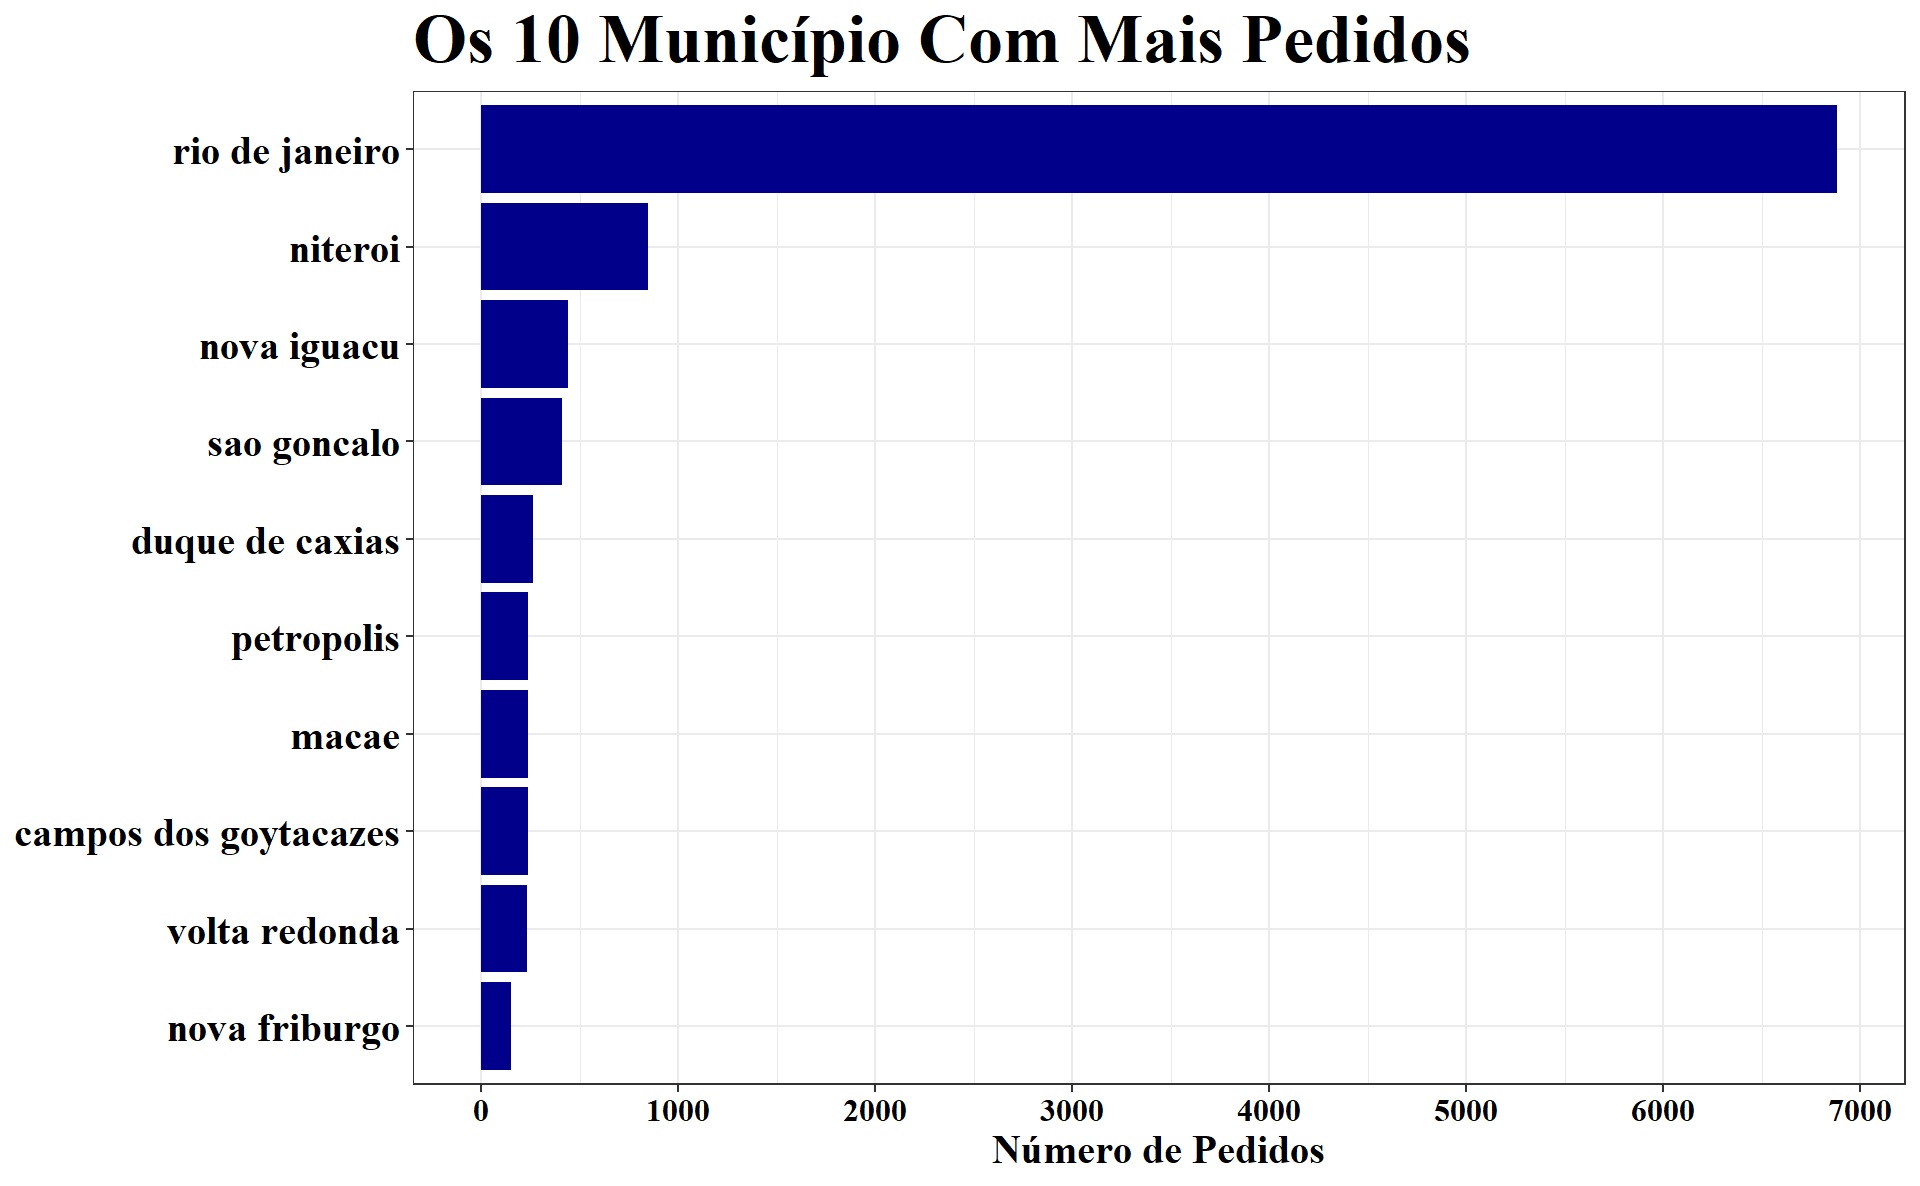 Os 10 Município Com Mais Pedidos
rio de janeiro
niteroi
nova iguacu
sao goncalo
duque de caxias
petropolis
macae
campos dos goytacazes
volta redonda
nova friburgo
0 1000 2000 3000 4000 5000 6000 7000
Número de Pedidos